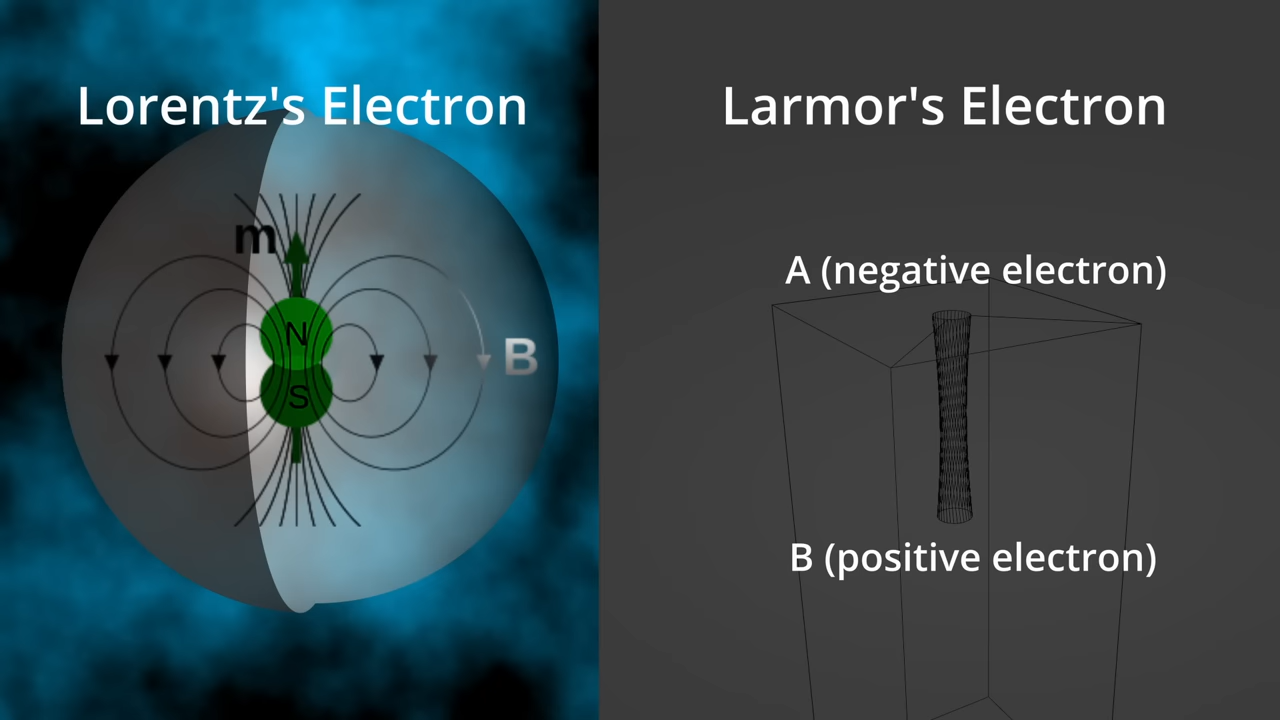 Lorentz's Electron
m
N
S
B
Larmor's Electron
A (negative electron)
B (positive electron)